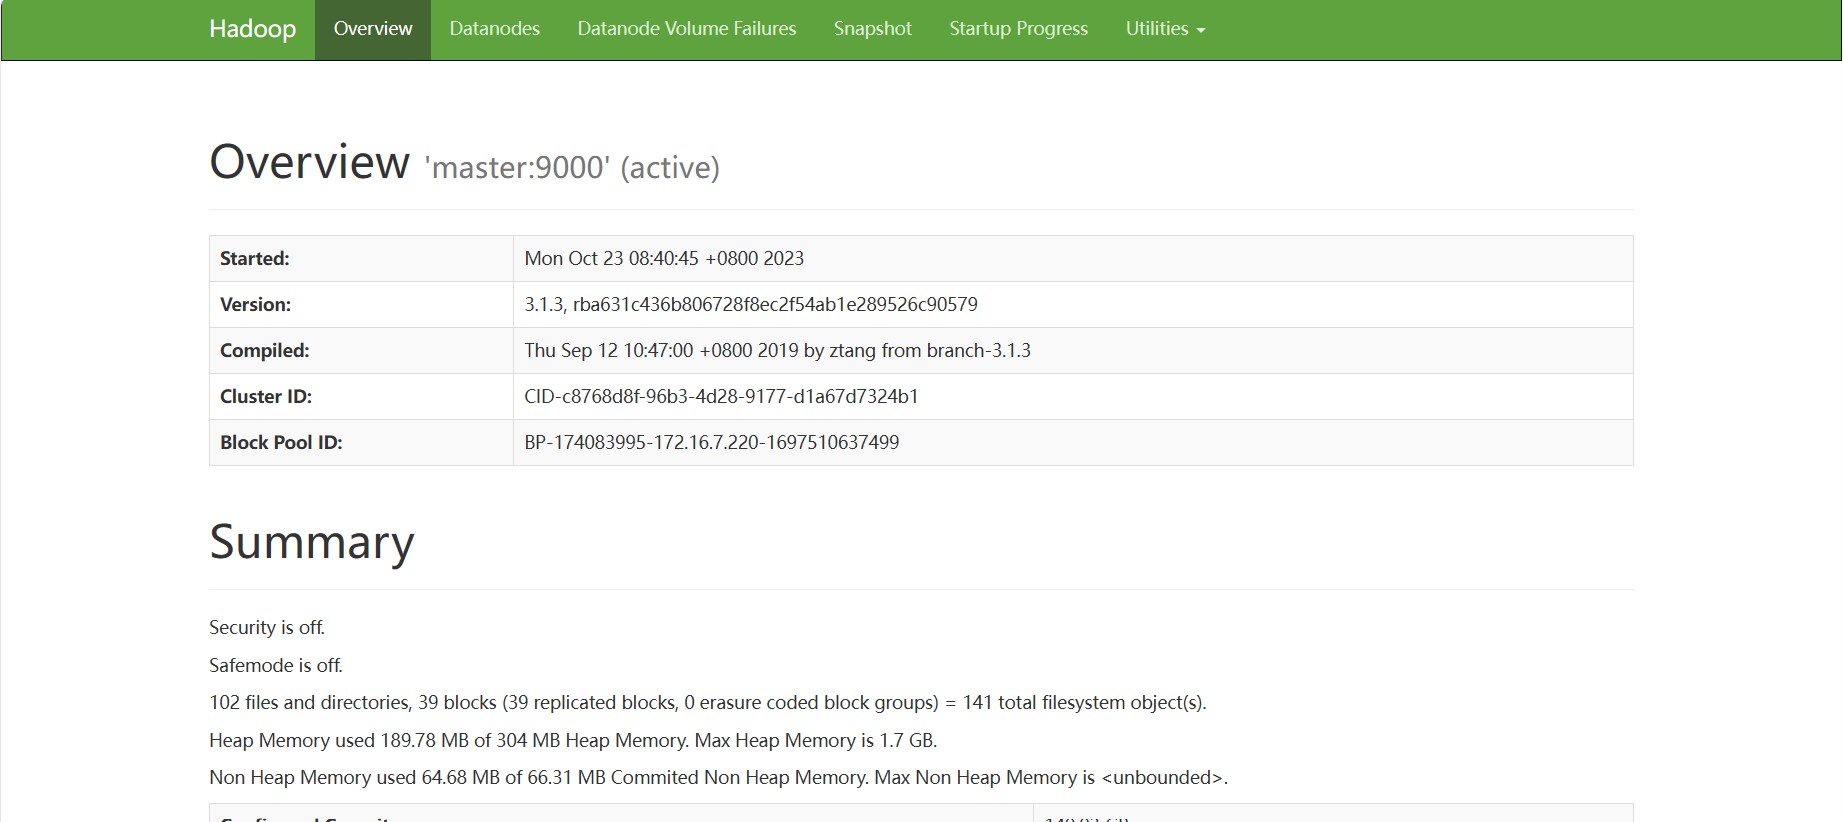 Hadoop Overview Datanodes Datanode Volume Failures Snapshot Startup Progress Utilities
Overview 'master:9000' (active)
Started: Mon Oct 23 08:40:45 +0800 2023
Version: 3.1.3, rba631c436b806728f8ec2f54ab1e289526c90579
Compiled: Thu Sep 12 10:47:00 +0800 2019 by ztang from branch-3.1.3
Cluster ID: CID-c8768d8f-96b3-4d28-9177-d1a67d7324b1
Block Pool ID: BP-174083995-172.16.7.220-1697510637499
Summary
Security is off.
Safemode is off.
102 files and directories, 39 blocks (39 replicated blocks, 0 erasure coded block groups) = 141 total filesystem object(s).
Heap Memory used 189.78 MB of 304 MB Heap Memory. Max Heap Memory is 1.7 GB.
Non Heap Memory used 64.68 MB of 66.31 MB Commited Non Heap Memory. Max Non Heap Memory is <unbounded>.